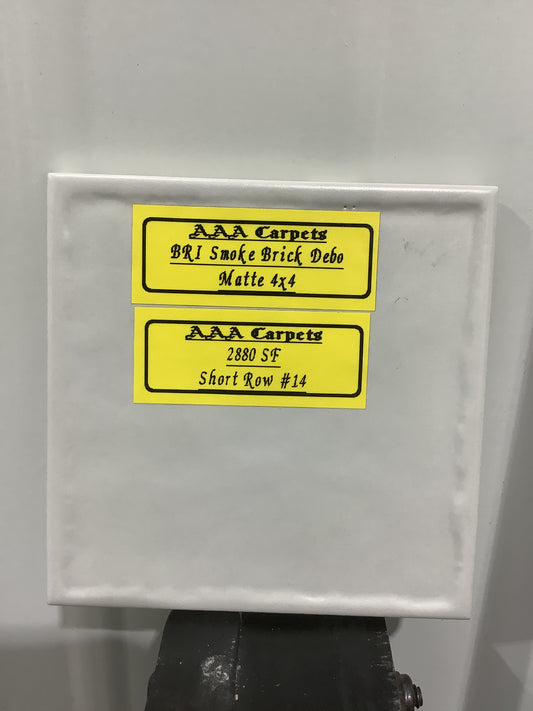 AAA Carpets
BRI Smoke Brick Debo
Matte 4x4
AAA Carpets
2880 SF
Short Row #14